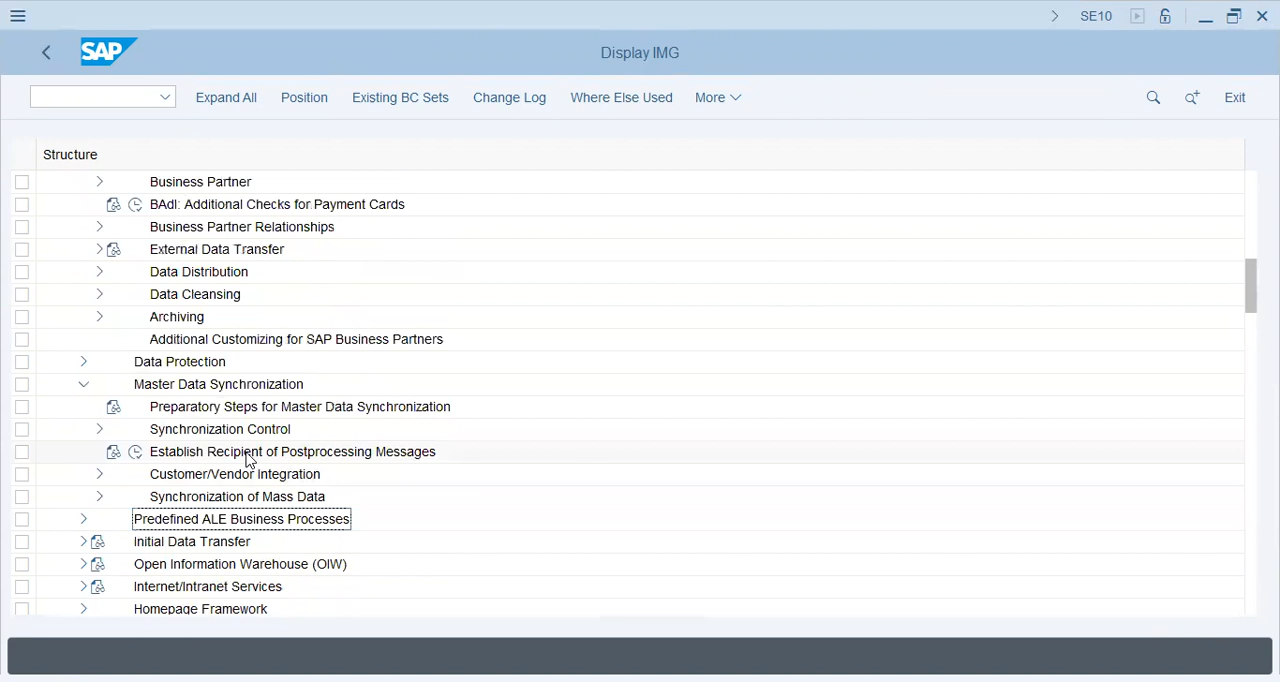 SE10
SAP
Display IMG
Expand All Position Existing BC Sets Change Log Where Else Used More Exit
Structure
Business Partner
BAdI: Additional Checks for Payment Cards
Business Partner Relationships
External Data Transfer
Data Distribution
Data Cleansing
Archiving
Additional Customizing for SAP Business Partners
Data Protection
Master Data Synchronization
Preparatory Steps for Master Data Synchronization
Synchronization Control
Establish Recipient of Postprocessing Messages
Customer/Vendor Integration
Synchronization of Mass Data
Predefined ALE Business Processes
Initial Data Transfer
Open Information Warehouse (OIW)
Internet/Intranet Services
Homepage Framework